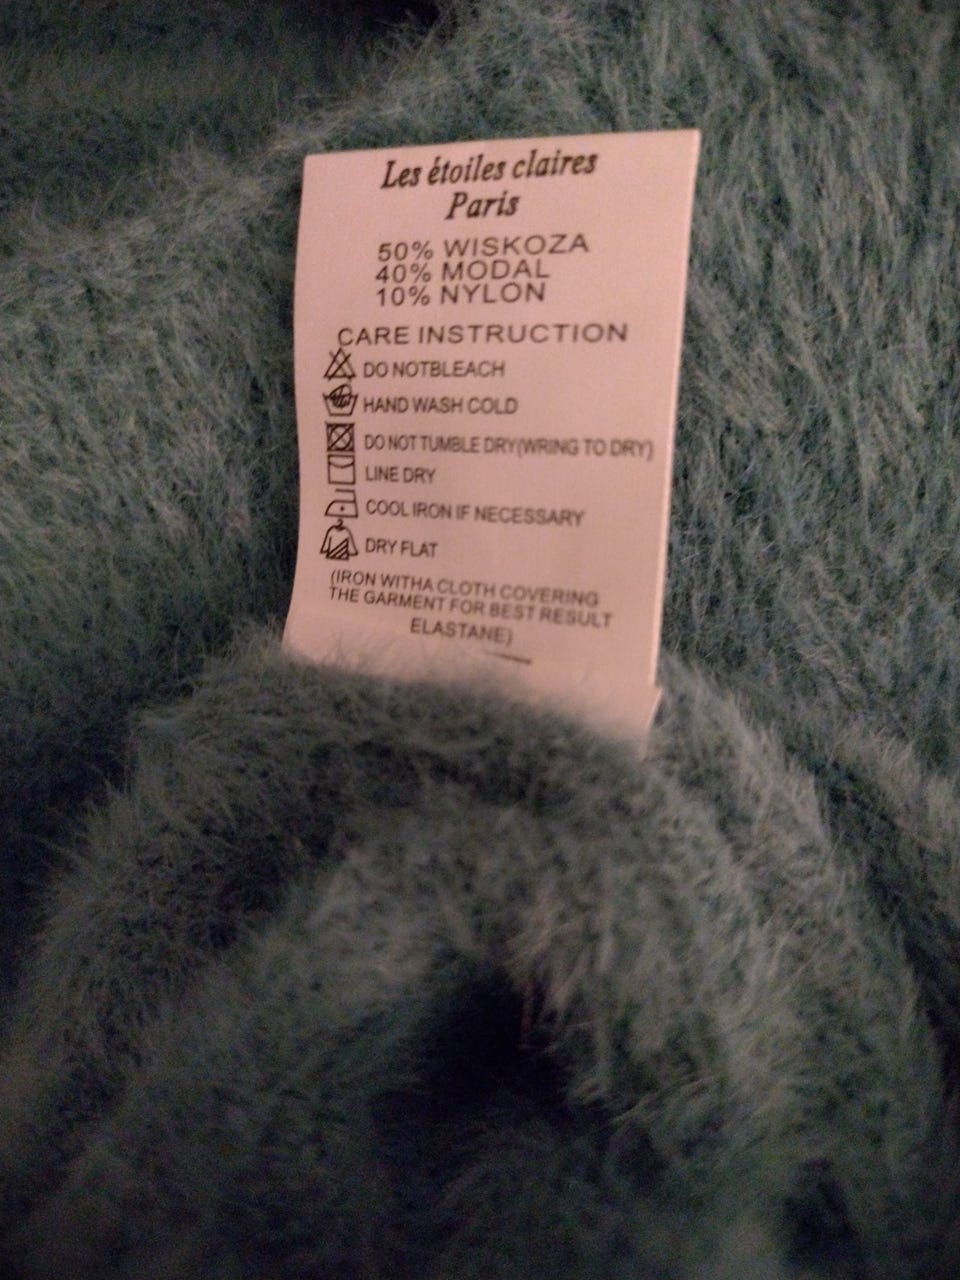 Les étoiles claires
Paris
50% WISKOZA
40% MODAL
10% NYLON
CARE INSTRUCTION
DO NOTBLEACH
HAND WASH COLD
DO NOT TUMBLE DRY(WRING TO DRY)
LINE DRY
COOL IRON IF NECESSARY
DRY FLAT
(IRON WITHA CLOTH COVERING
THE GARMENT FOR BEST RESULT
ELASTANE)